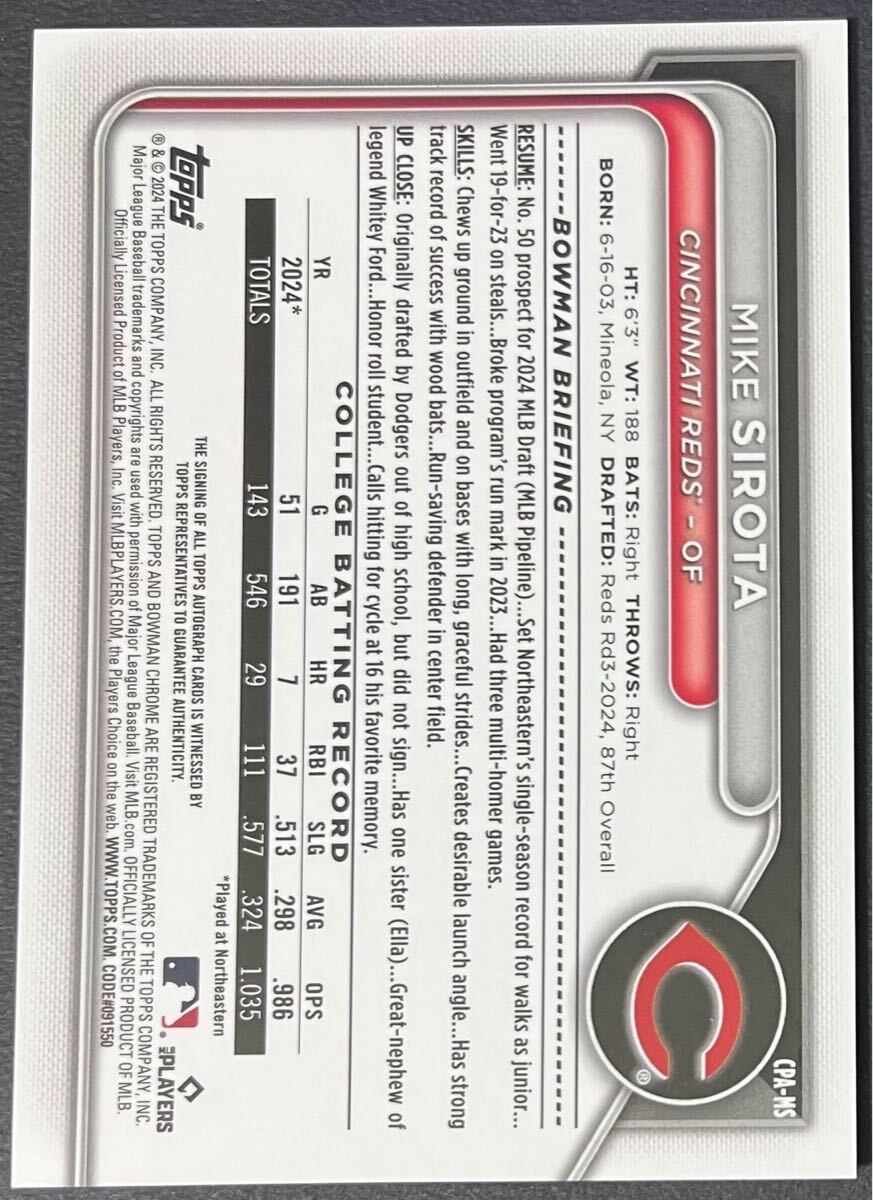 CPA-MS
MIKE SIROTA
CINCINNATI REDS® - OF
HT: 6'3" WT: 188 BATS: Right THROWS: Right
BORN: 6-16-03, Mineola, NY DRAFTED: Reds Rd3-2024, 87th Overall
C ®
BOWMAN BRIEFING
RESUME: No. 50 prospect for 2024 MLB Draft (MLB Pipeline)...Set Northeastern's single-season record for walks as junior...
Went 19-for-23 on steals...Broke program's run mark in 2023...Had three multi-homer games.
SKILLS: Chews up ground in outfield and on bases with long, graceful strides...Creates desirable launch angle...Has strong
track record of success with wood bats...Run-saving defender in center field.
UP CLOSE: Originally drafted by Dodgers out of high school, but did not sign...Has one sister (Ella)...Great-nephew of
legend Whitey Ford...Honor roll student...Calls hitting for cycle at 16 his favorite memory.
COLLEGE BATTING RECORD
YR G AB HR RBI SLG AVG OPS
2024* 51 191 7 37 .513 .298 .986
TOTALS 143 546 29 111 .577 .324 1.035
*Played at Northeastern
THE SIGNING OF ALL TOPPS AUTOGRAPH CARDS IS WITNESSED BY
TOPPS REPRESENTATIVES TO GUARANTEE AUTHENTICITY.
topps®
MLB PLAYERS
® & © 2024 THE TOPPS COMPANY, INC. ALL RIGHTS RESERVED. TOPPS AND BOWMAN CHROME ARE REGISTERED TRADEMARKS OF THE TOPPS COMPANY, INC.
Major League Baseball trademarks and copyrights are used with permission of Major League Baseball. Visit MLB.com. OFFICIALLY LICENSED PRODUCT OF MLB.
Officially Licensed Product of MLB Players, Inc. Visit MLBPLAYERS.COM, the Players Choice on the web. WWW.TOPPS.COM. CODE#091550